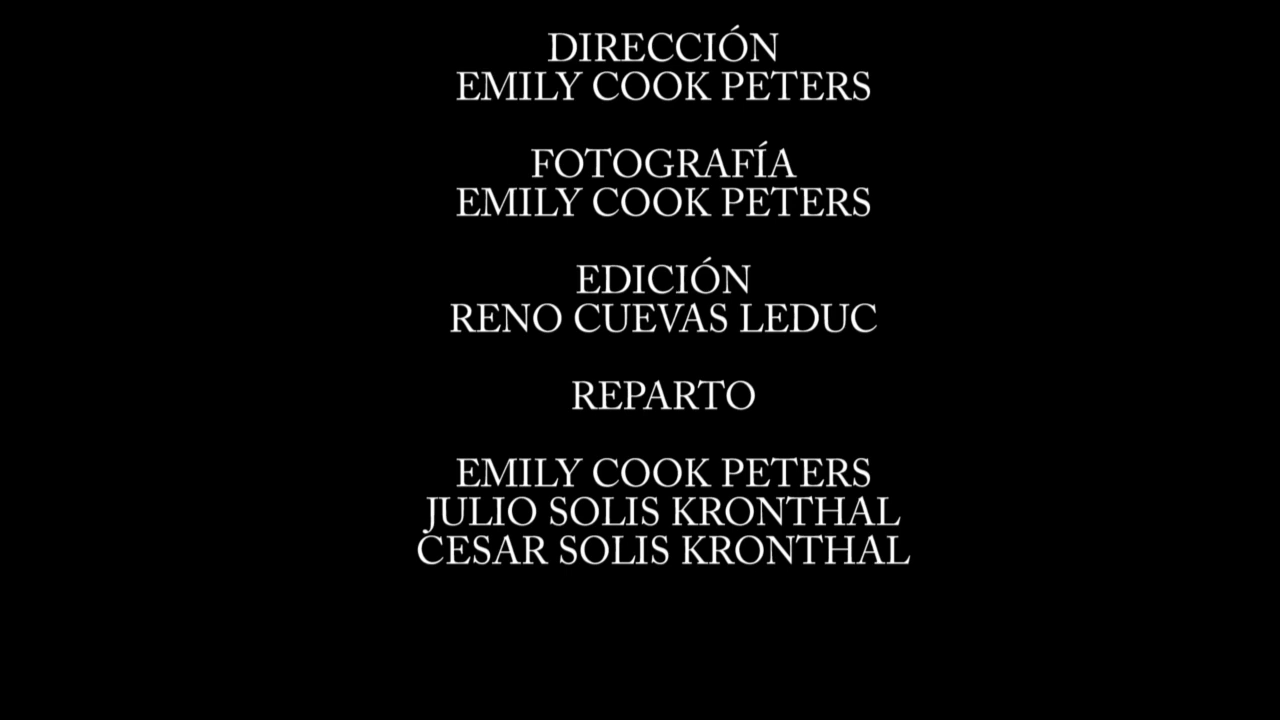 DIRECCIÓN
EMILY COOK PETERS
FOTOGRAFÍA
EMILY COOK PETERS
EDICIÓN
RENO CUEVAS LEDUC
REPARTO
EMILY COOK PETERS
JULIO SOLIS KRONTHAL
CESAR SOLIS KRONTHAL